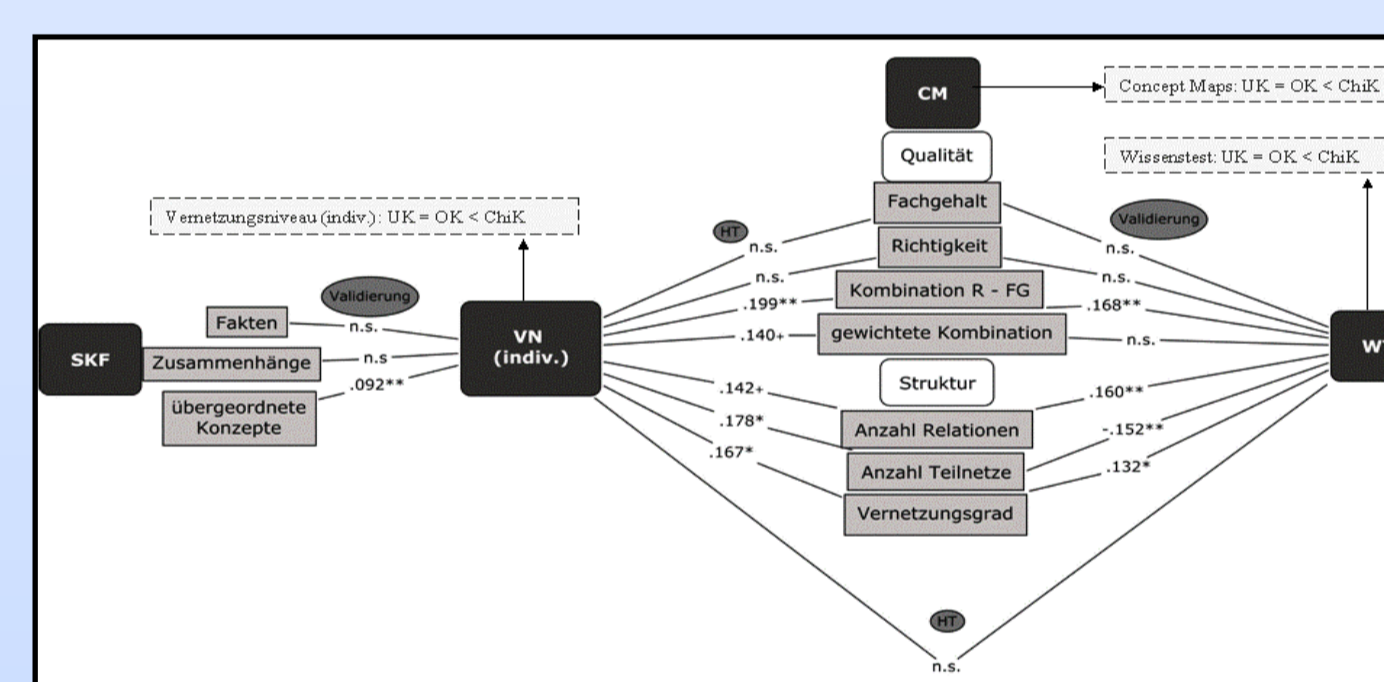 CM
Concept Maps: UK = OK < ChiK
Qualität
Wissenstest: UK = OK < ChiK
Fachgehalt
Vernetzungsniveau (indiv.): UK = OK < ChiK
HT
Validierung
n.s.
n.s.
Richtigkeit
n.s.
n.s.
Kombination R - FG
.199**
.168**
Validierung
Fakten
n.s.
VN
(indiv.)
.140+
gewichtete Kombination
n.s.
SKF
Zusammenhänge
n.s
.092**
Struktur
.142+
.160**
übergeordnete
Konzepte
.178*
Anzahl Relationen
-.152**
.167*
Anzahl Teilnetze
.132*
Vernetzungsgrad
HT
n.s.